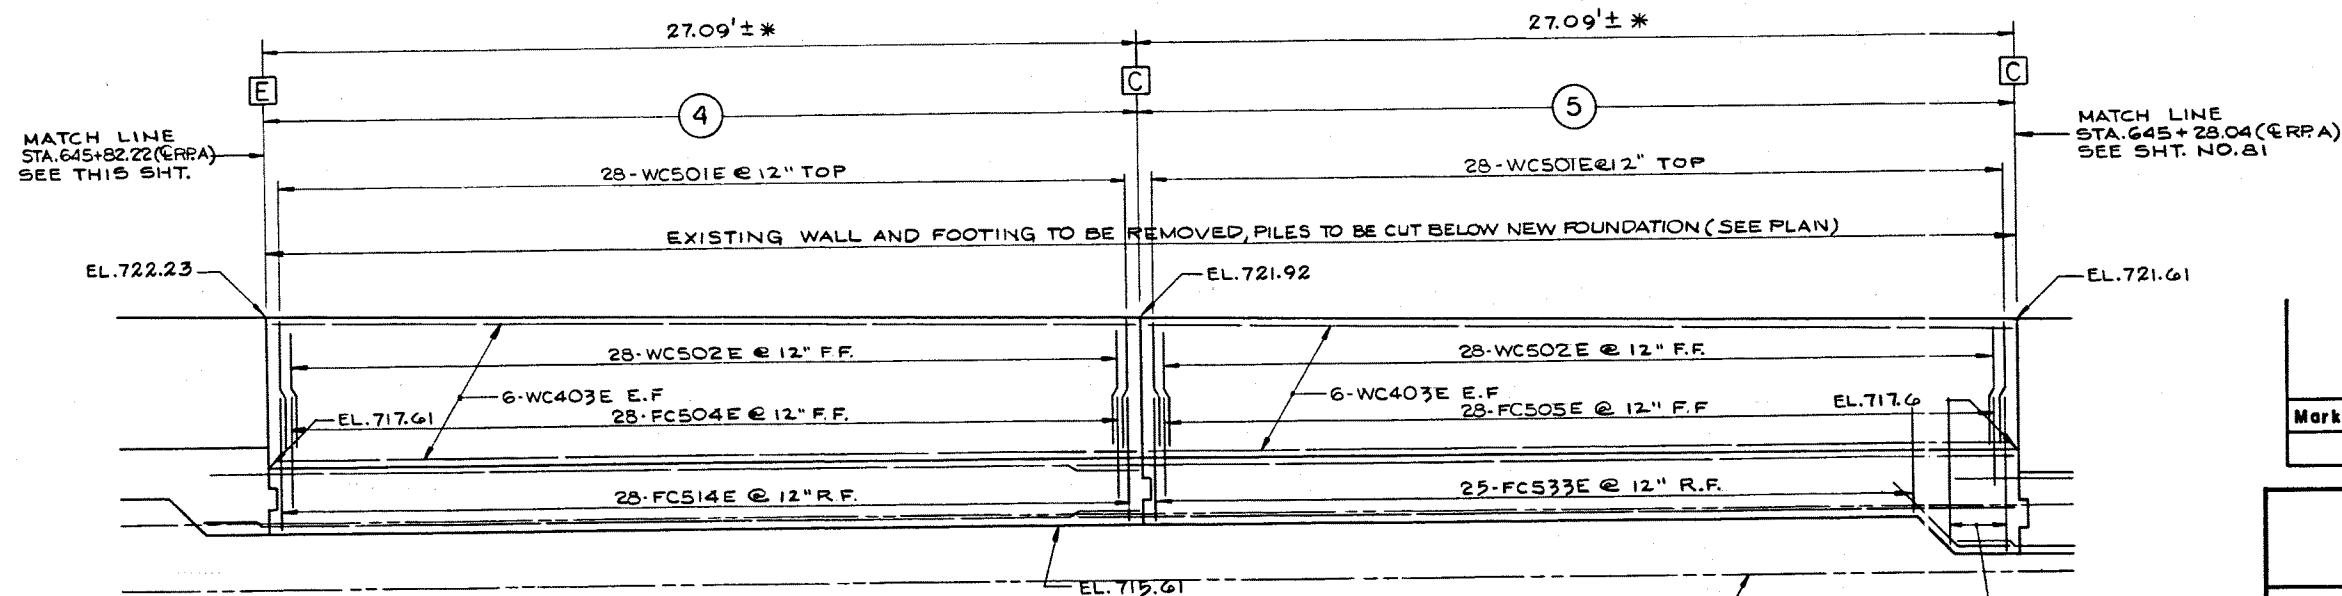 27.09'± *
27.09'± *
E
C
C
4
5
MATCH LINE
STA.645+82.22(℄RP.A)
SEE THIS SHT.
MATCH LINE
STA.645+28.04(℄RP.A)
SEE SHT. NO.81
28-WC501E @ 12" TOP
28-WC501E@12" TOP
EXISTING WALL AND FOOTING TO BE REMOVED, PILES TO BE CUT BELOW NEW FOUNDATION (SEE PLAN)
EL.722.23
EL.721.92
EL.721.61
28-WC502E @ 12" F.F.
28-WC502E @ 12" F.F.
6-WC403E E.F
6-WC403E E.F
EL.717.61
28-FC504E @ 12" F.F.
28-FC505E @ 12" F.F
EL.717.6
Mark
28-FC514E @ 12" R.F.
25-FC533E @ 12" R.F.
EL.715.61